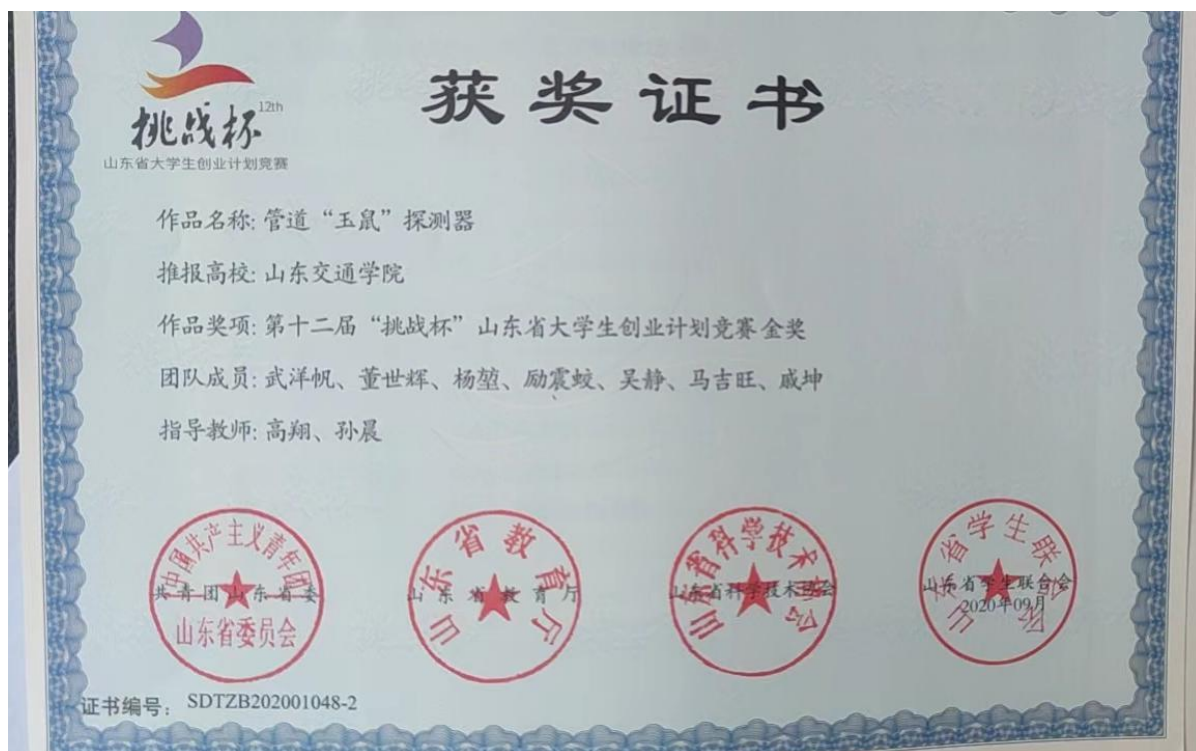 挑战杯 12th
山东省大学生创业计划竞赛
获奖证书
作品名称: 管道“玉鼠”探测器
推报高校: 山东交通学院
作品奖项: 第十二届“挑战杯”山东省大学生创业计划竞赛 金奖
团队成员: 武洋帆、董世辉、杨堃、励震蛟、吴静、马吉旺、戚坤
指导教师: 高翔、孙晨
中国共产主义青年团
共青团山东省委
山东省委员会
山东省教育厅
山东省教育厅
山东省科学技术协会
山东省科学技术协会
山东省学生联合会
山东省学生联合会
2020年09月
证书编号: SDTZB202001048-2